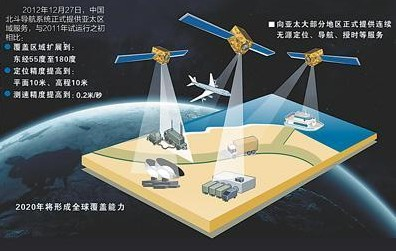 2012年12月27日，中国
北斗导航系统正式提供亚太区
域服务，与2011年试运行之初
相比：
● 覆盖区域扩展到：
东经55度至180度
● 定位精度提高到：
平面10米、高程10米
● 测速精度提高到：0.2米/秒
■ 向亚太大部分地区正式提供连续
无源定位、导航、授时等服务
2020年将形成全球覆盖能力